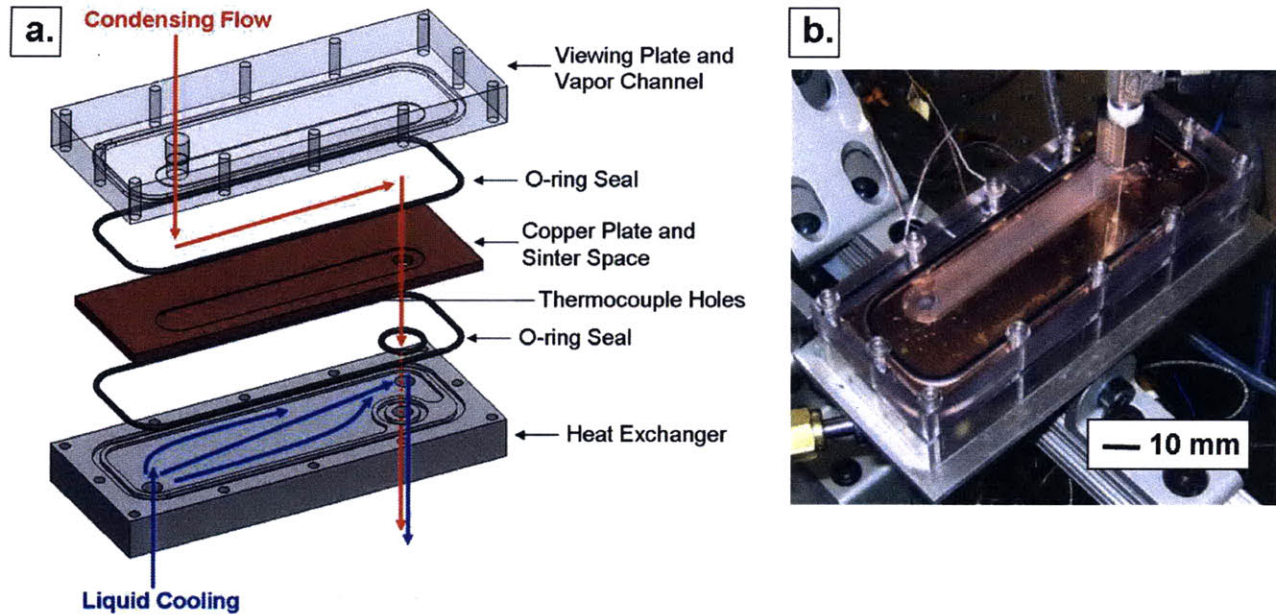 a.
Condensing Flow
Viewing Plate and
Vapor Channel
O-ring Seal
Copper Plate and
Sinter Space
Thermocouple Holes
O-ring Seal
Heat Exchanger
Liquid Cooling
b.
10 mm